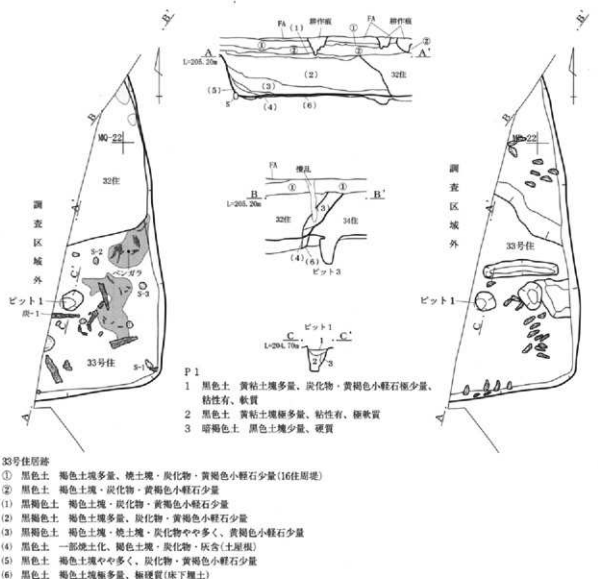 B'
FA (1) 耕作痕 ① FA 耕作痕 ②
A ① ② A'
L=205.20m (2) 32住
(5) (3)
S (4) (6)
B
32住
調査区域外
A'
S-2
ベンガラ
C'
S-3
ピット1
炭-1
C
33号住
S-1
A
FA 攪乱
B ① ① B'
L=205.20m
32住 (3) 34住
(4) (6)
ピット3
ピット1
C 1 C'
L=204.70m
2 3
B'
B
調査区域外
A'
33号住
C'
ピット1
C
A
P1
1 黒色土 黄粘土塊多量、炭化物・黄褐色小軽石極少量、
粘性有、軟質
2 黒色土 黄粘土塊極多量、粘性有、極軟質
3 暗褐色土 黒色土塊少量、硬質
33号住居跡
① 黒色土 褐色土塊多量、焼土塊・炭化物・黄褐色小軽石少量(16住周堤)
② 黒色土 褐色土塊・炭化物・黄褐色小軽石少量
(1) 黒褐色土 褐色土塊・炭化物・黄褐色小軽石少量
(2) 黒褐色土 褐色土塊多量、炭化物・黄褐色小軽石少量
(3) 黒褐色土 褐色土塊・焼土塊・炭化物やや多く、黄褐色小軽石少量
(4) 黒色土 一部焼土化、褐色土塊・炭化物・灰含(土屋根)
(5) 黒色土 褐色土塊やや多く、炭化物・黄褐色小軽石少量
(6) 黒色土 褐色土塊極多量、極硬質(床下埋土)